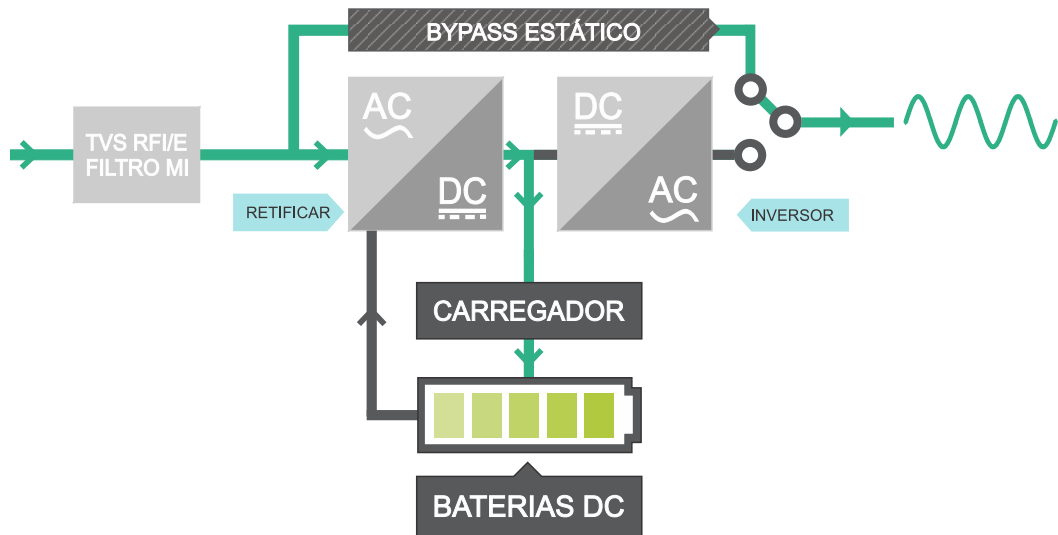 BYPASS ESTÁTICO
AC
DC
DC
AC
TVS RFI/E
FILTRO MI
RETIFICAR
INVERSOR
CARREGADOR
BATERIAS DC